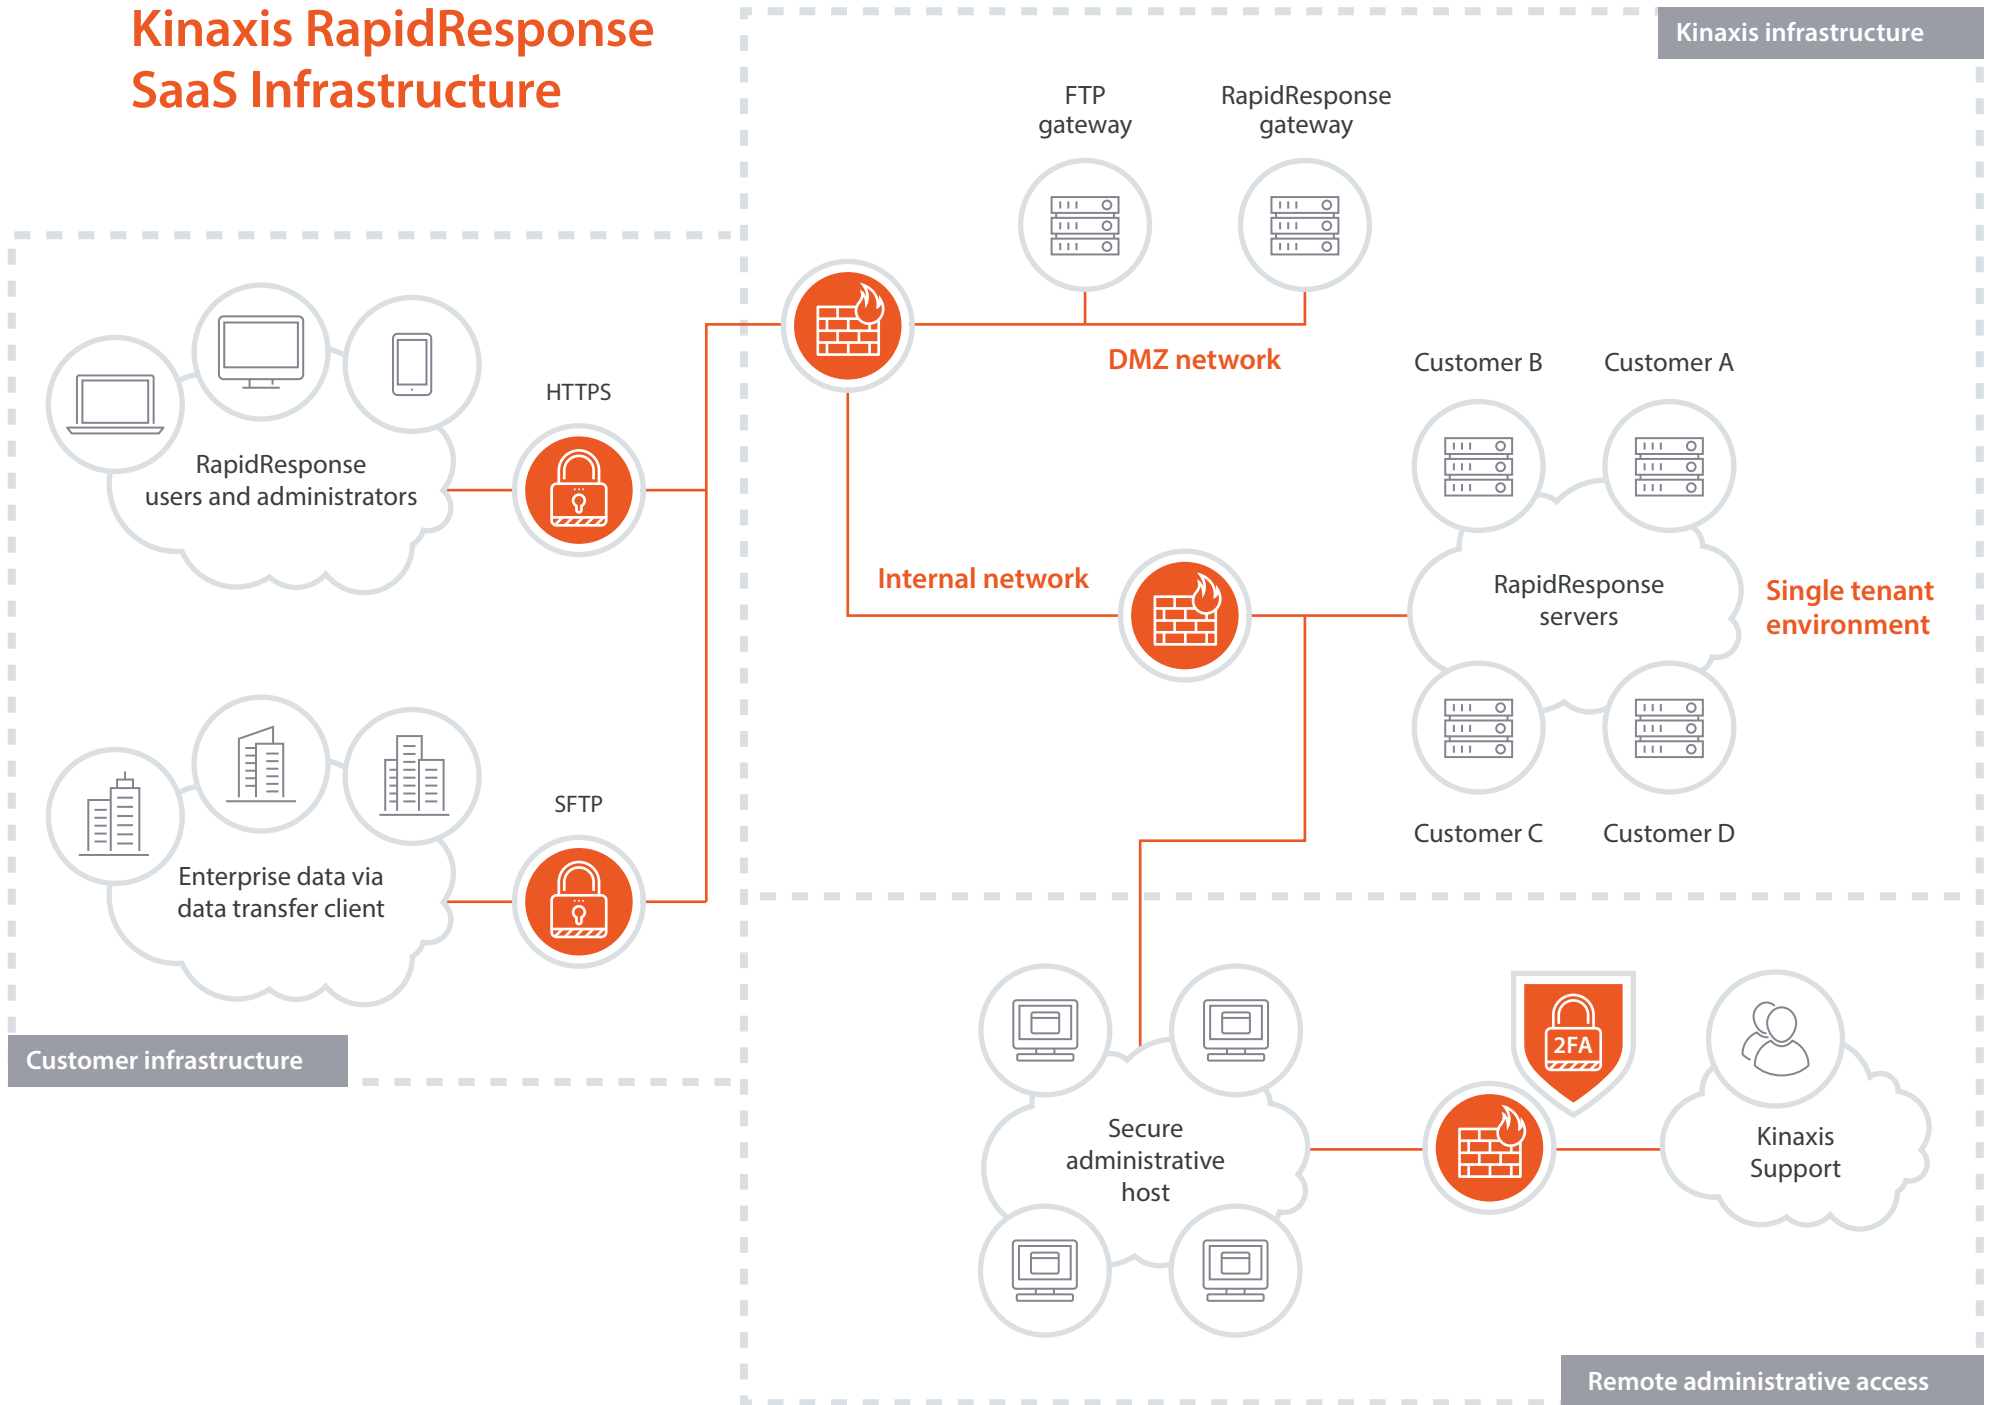 Kinaxis RapidResponse
SaaS Infrastructure
Kinaxis infrastructure
FTP
gateway
RapidResponse
gateway
DMZ network
HTTPS
RapidResponse
users and administrators
Customer B
Customer A
Internal network
RapidResponse
servers
Single tenant
environment
SFTP
Enterprise data via
data transfer client
Customer C
Customer D
Customer infrastructure
2FA
Secure
administrative
host
Kinaxis
Support
Remote administrative access